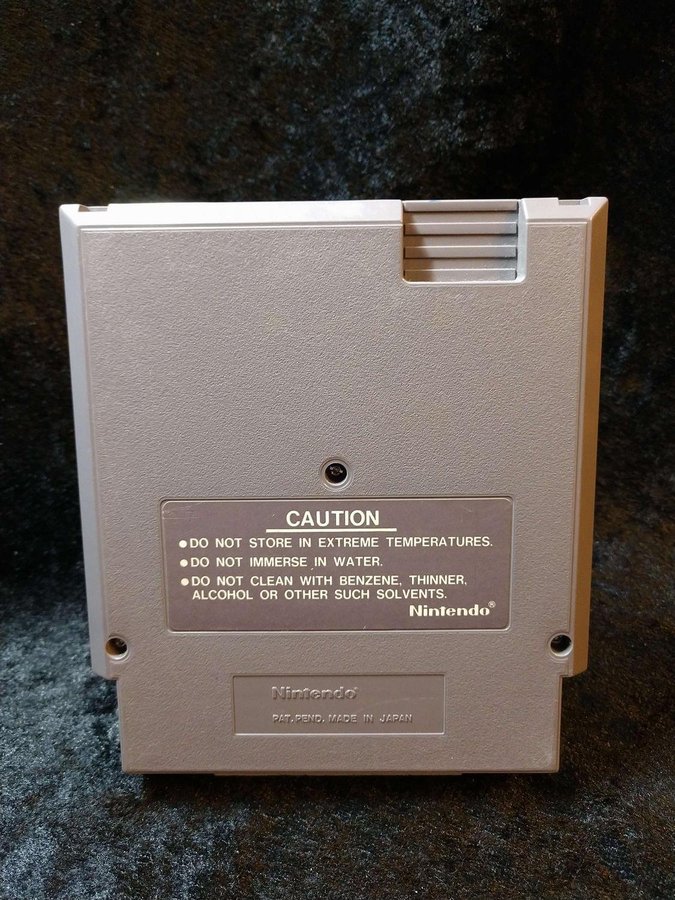 CAUTION
●DO NOT STORE IN EXTREME TEMPERATURES.
●DO NOT IMMERSE IN WATER.
●DO NOT CLEAN WITH BENZENE, THINNER,
ALCOHOL OR OTHER SUCH SOLVENTS.
Nintendo®
Nintendo®
PAT. PEND. MADE IN JAPAN